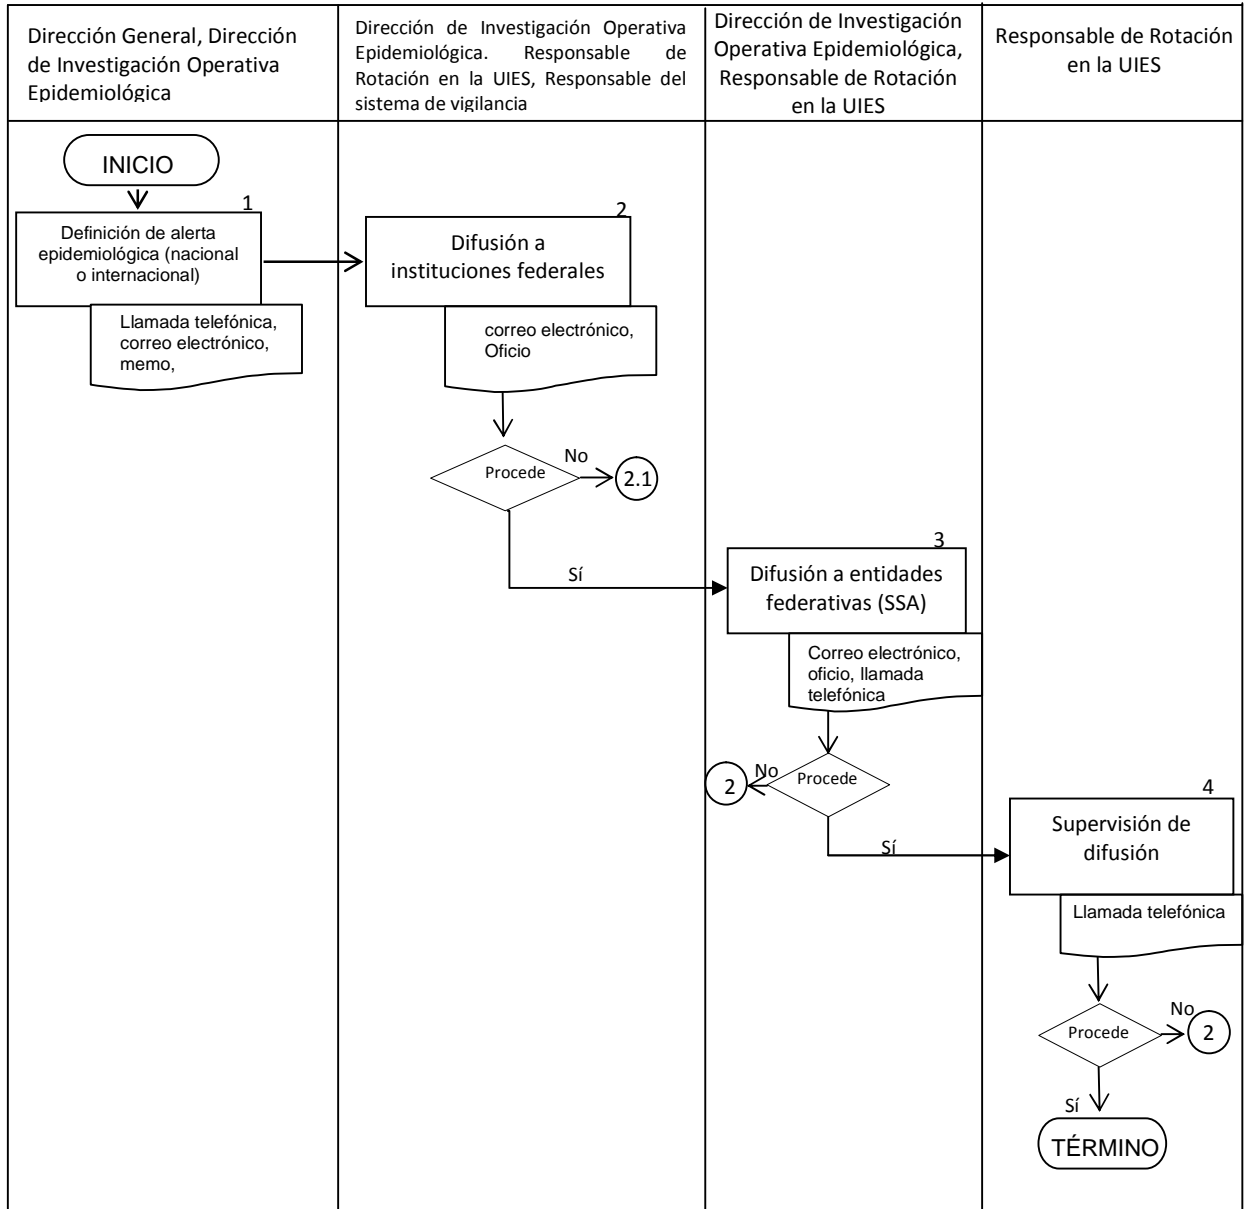 Dirección General, Dirección
de Investigación Operativa
Epidemiológica
Dirección de Investigación Operativa
Epidemiológica. Responsable de
Rotación en la UIES, Responsable del
sistema de vigilancia
Dirección de Investigación
Operativa Epidemiológica,
Responsable de Rotación
en la UIES
Responsable de Rotación
en la UIES
INICIO
1
Definición de alerta
epidemiológica (nacional
o internacional)
Llamada telefónica,
correo electrónico,
memo,
2
Difusión a
instituciones federales
correo electrónico,
Oficio
Procede
No
2.1
Sí
3
Difusión a entidades
federativas (SSA)
Correo electrónico,
oficio, llamada
telefónica
Procede
No
2
Sí
4
Supervisión de
difusión
Llamada telefónica
Procede
No
2
Sí
TÉRMINO